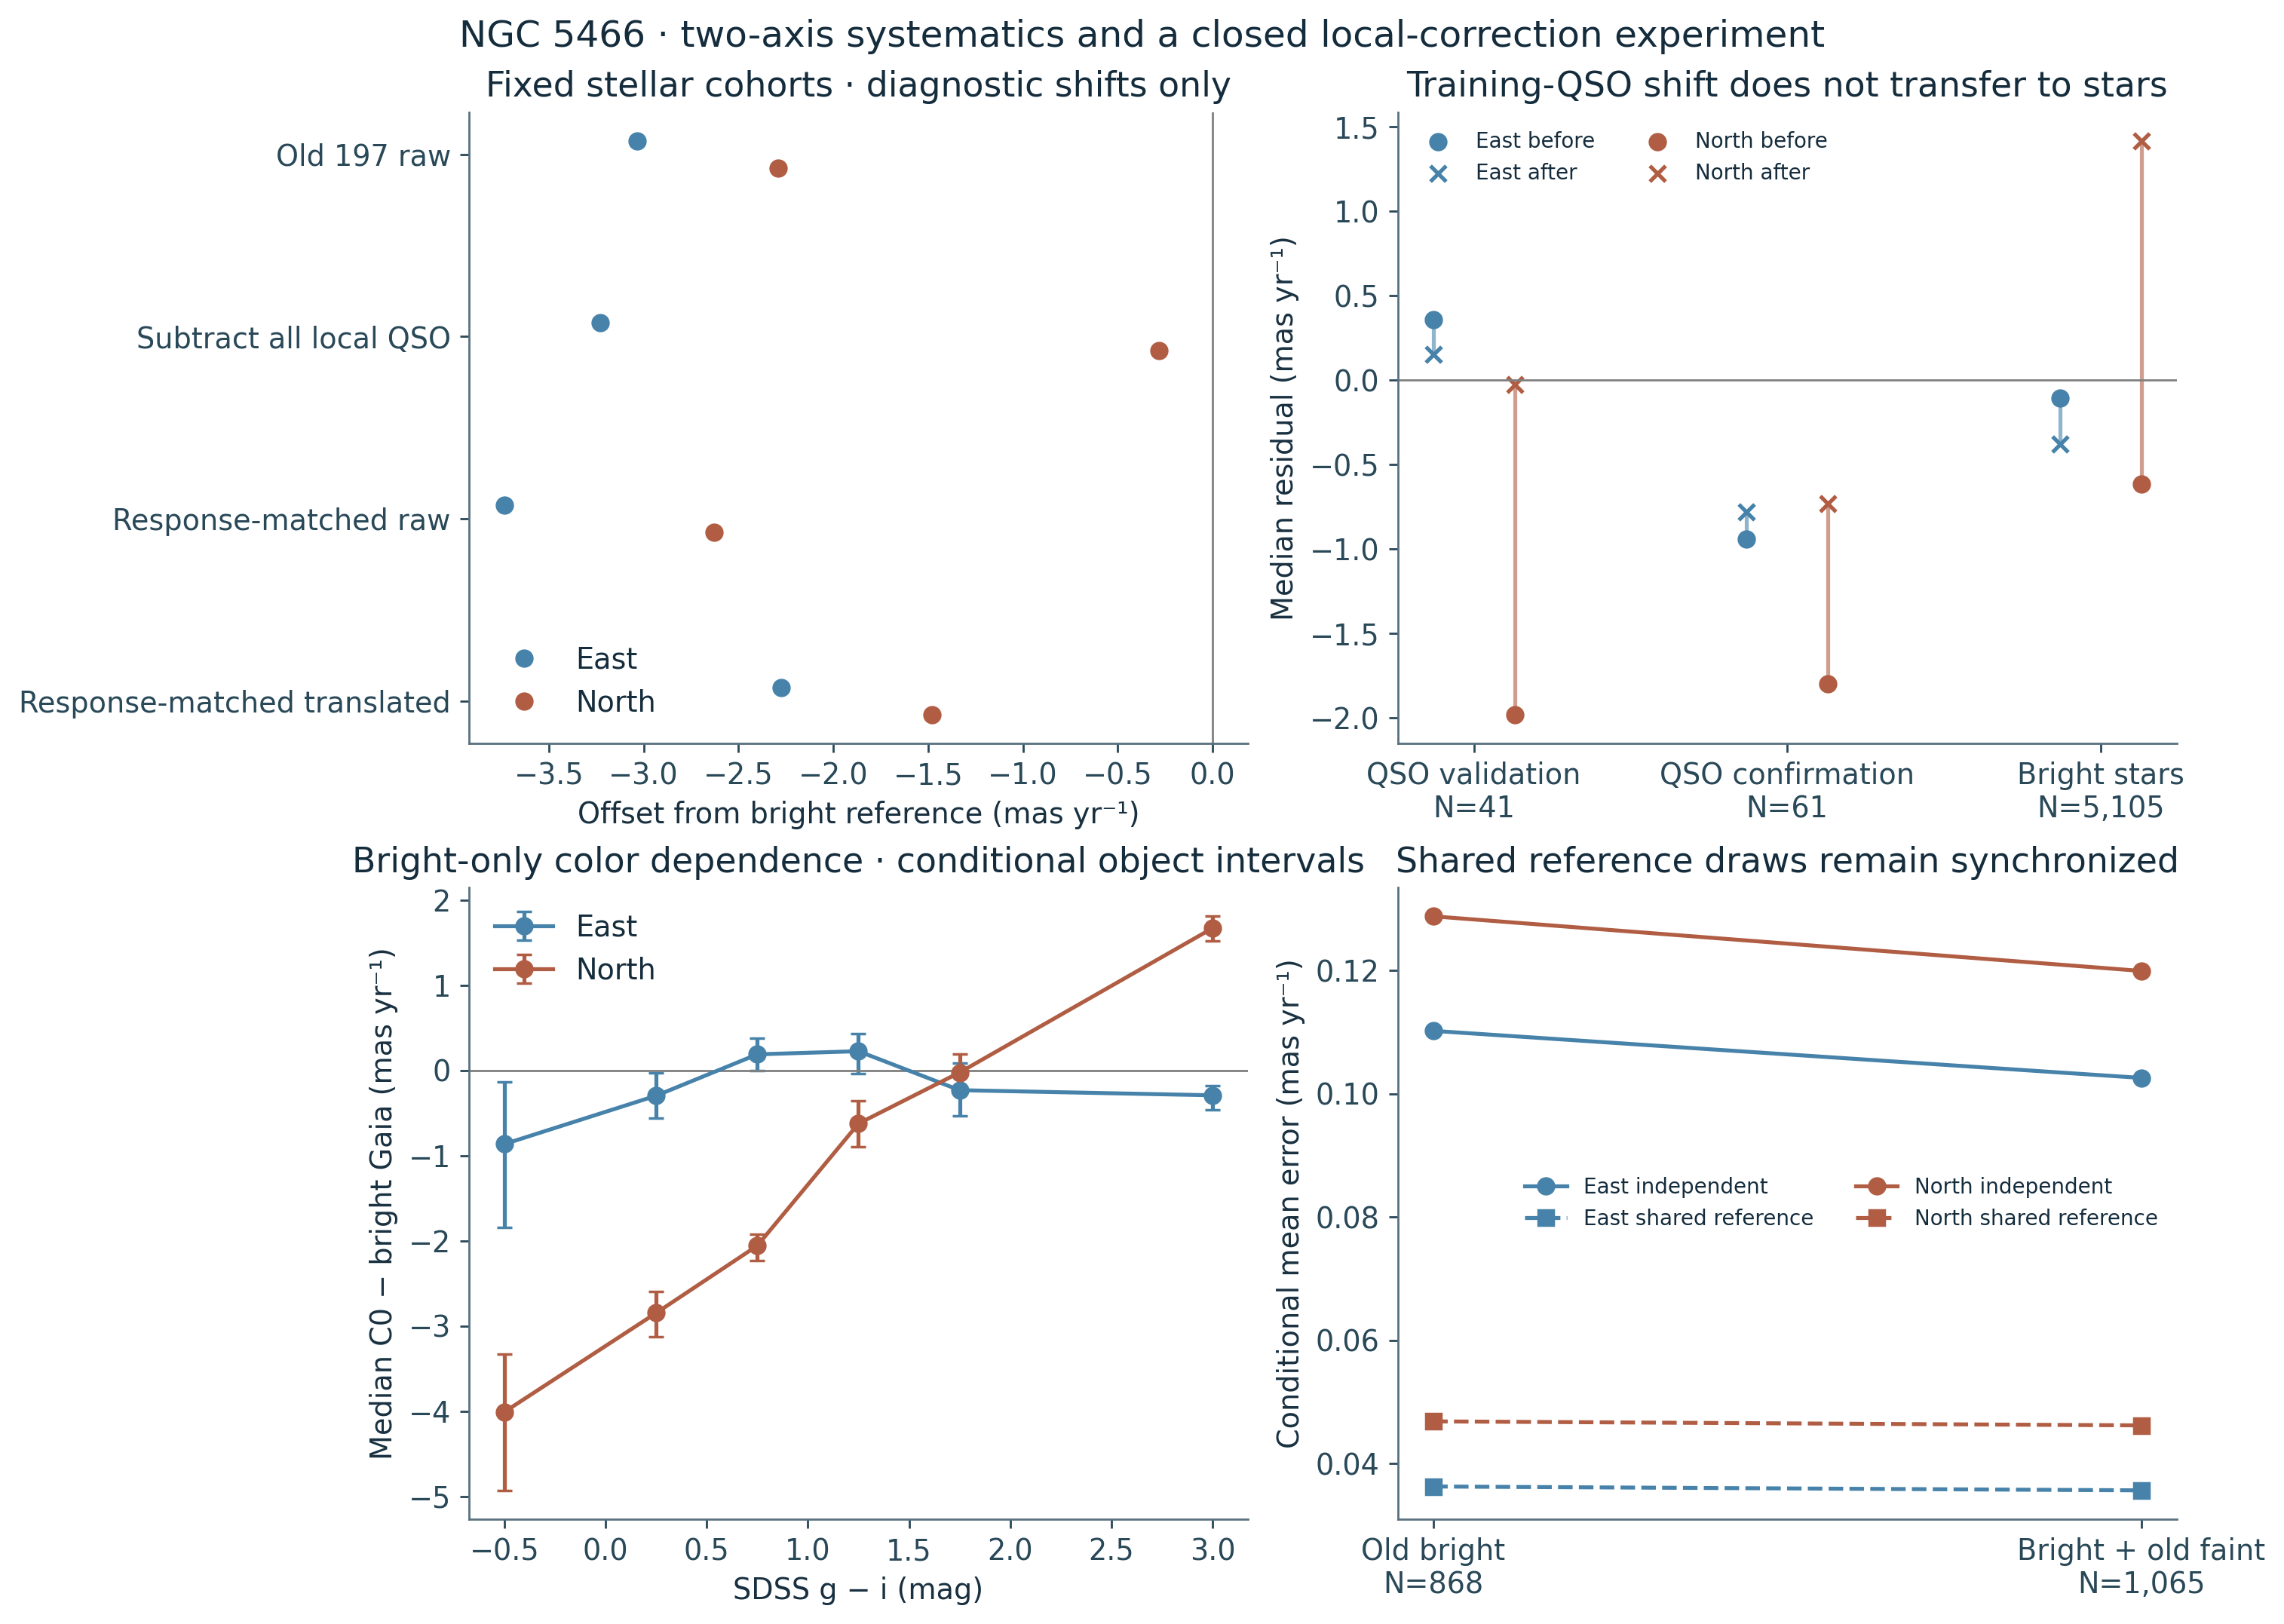 NGC 5466 · two-axis systematics and a closed local-correction experiment
Fixed stellar cohorts · diagnostic shifts only
Old 197 raw
Subtract all local QSO
Response-matched raw
Response-matched translated
East
North
−3.5 −3.0 −2.5 −2.0 −1.5 −1.0 −0.5 0.0
Offset from bright reference (mas yr⁻¹)
Training-QSO shift does not transfer to stars
East before North before
East after North after
Median residual (mas yr⁻¹)
1.5
1.0
0.5
0.0
−0.5
−1.0
−1.5
−2.0
QSO validation QSO confirmation Bright stars
N=41 N=61 N=5,105
Bright-only color dependence · conditional object intervals
East
North
Median C0 − bright Gaia (mas yr⁻¹)
2
1
0
−1
−2
−3
−4
−5
−0.5 0.0 0.5 1.0 1.5 2.0 2.5 3.0
SDSS g − i (mag)
Shared reference draws remain synchronized
Conditional mean error (mas yr⁻¹)
0.12
0.10
0.08
0.06
0.04
East independent North independent
East shared reference North shared reference
Old bright Bright + old faint
N=868 N=1,065